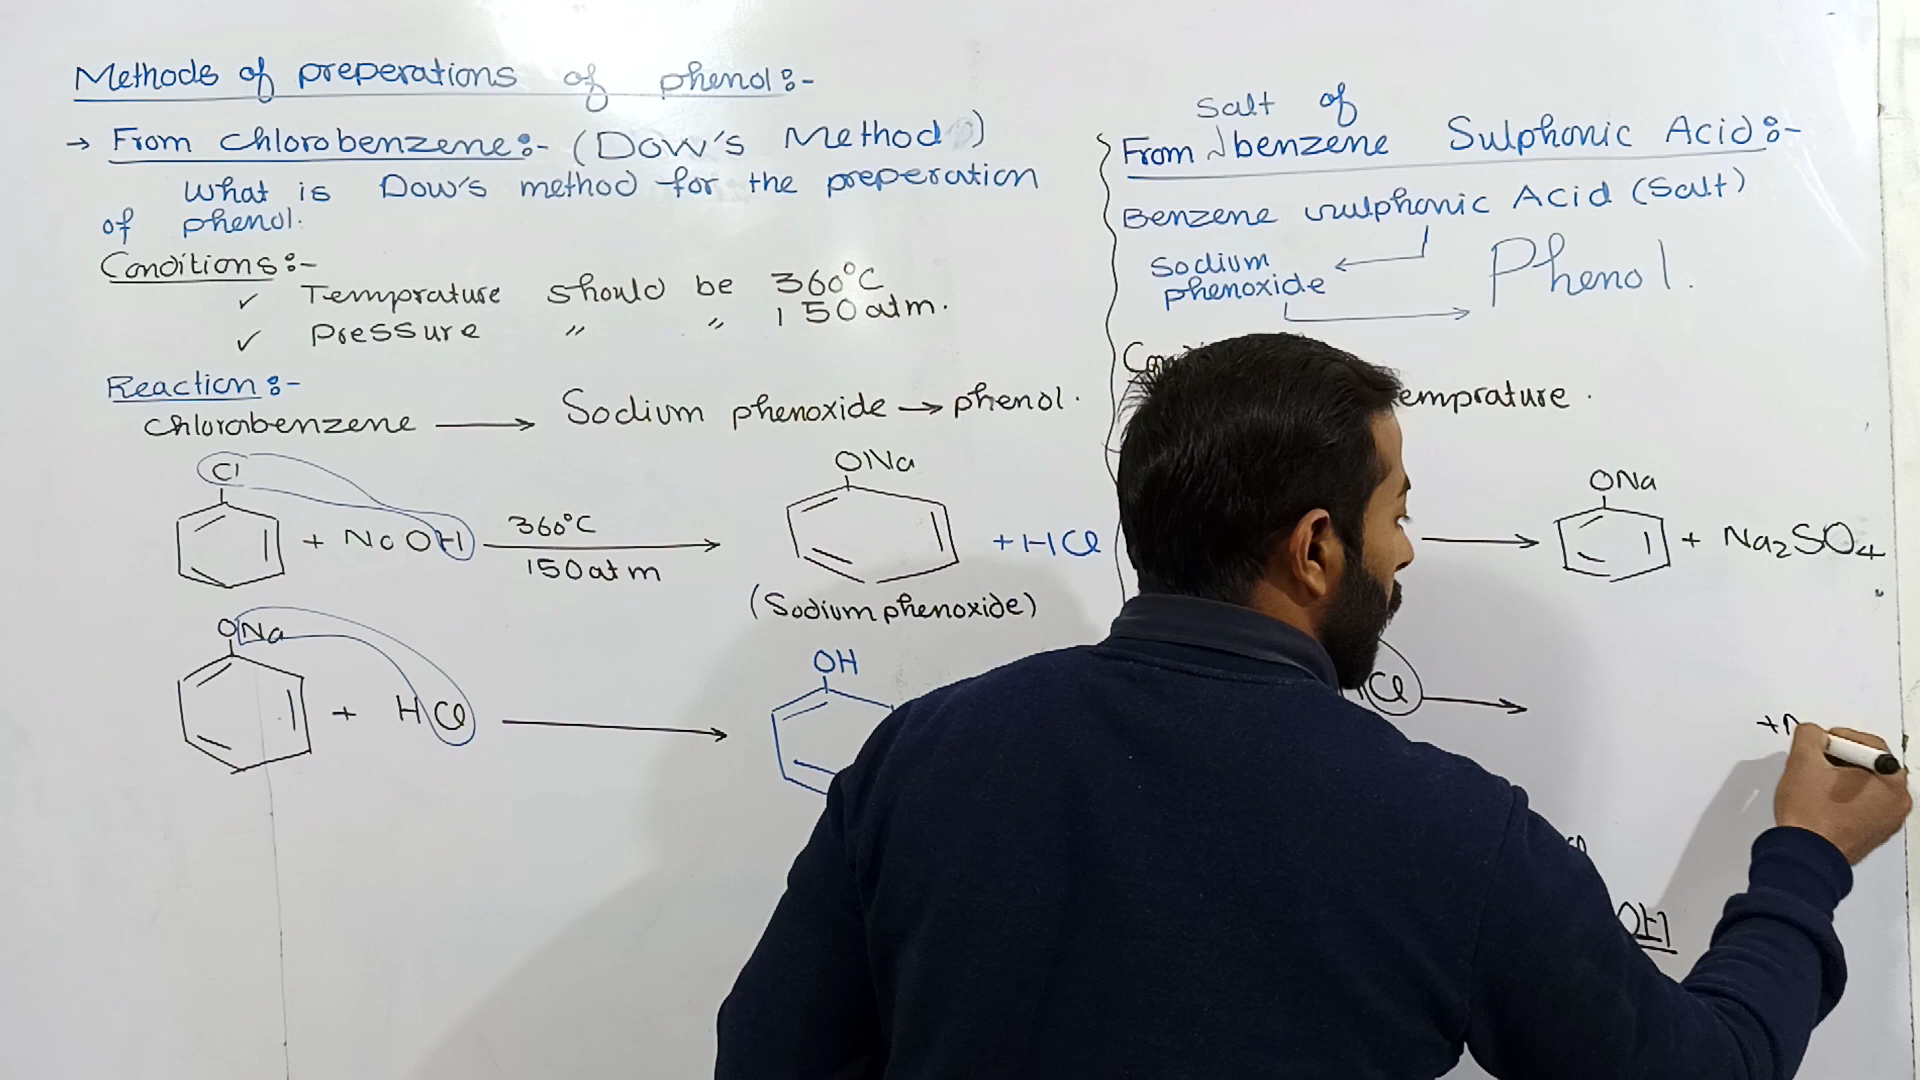 Methods of preperations of phenol:-
→ From chlorobenzene:- (Dow's Method)
What is Dow's method for the preperation
of phenol.
Conditions:-
✓ Temprature should be 360°C
✓ Pressure " " 150 atm.
Reaction:-
chlorobenzene → Sodium phenoxide → phenol.
Cl
+ NaOH 360°C
150 atm
ONa
+ HCl
(Sodium phenoxide)
ONa
+ HCl →
OH
Salt of
From benzene Sulphonic Acid:-
Benzene sulphonic Acid (Salt)
Sodium
phenoxide
Phenol.
emprature.
→ ONa
+ Na2SO4
Cl →
+
OH